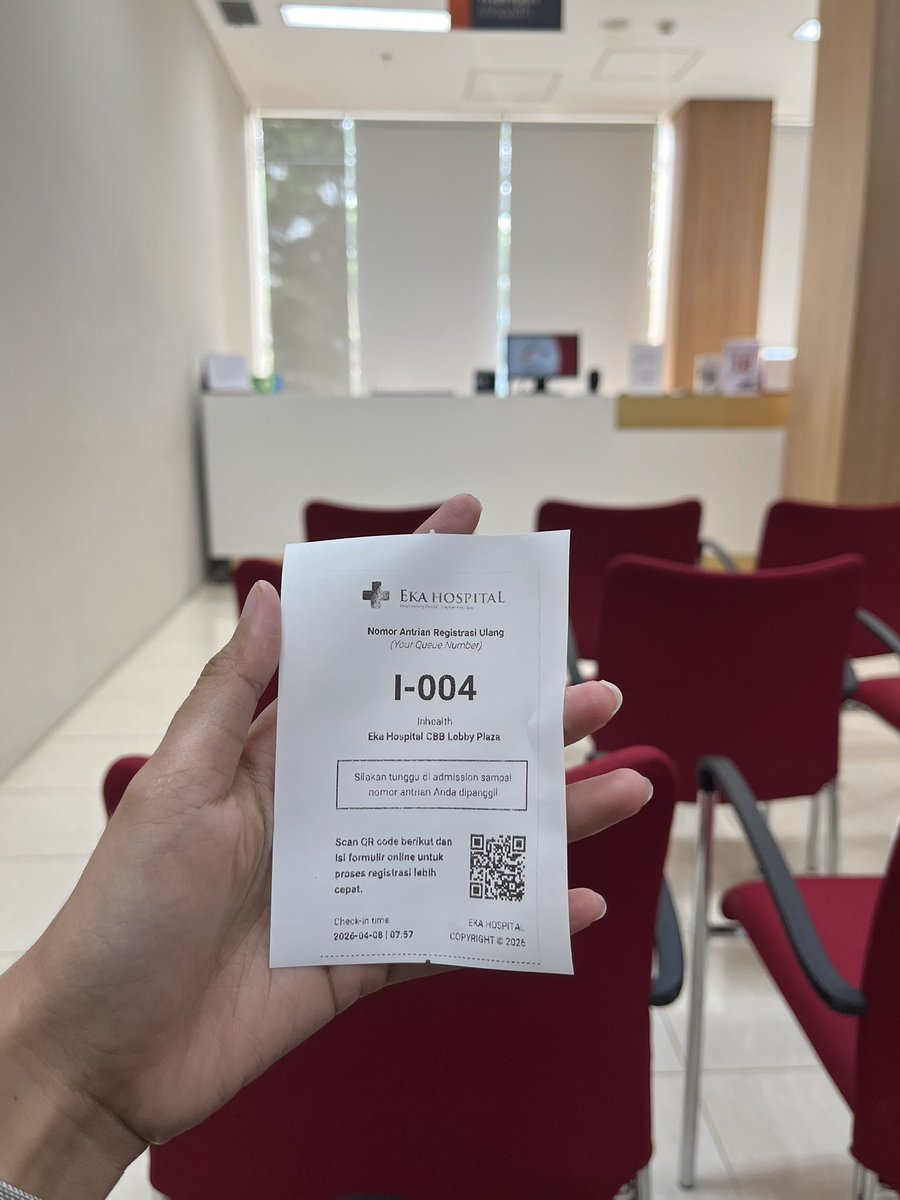 Inhealth
EKA HOSPITAL
Nomor Antrian Registrasi Ulang
(Your Queue Number)
I-004
Inhealth
Eka Hospital CBB Lobby Plaza
Silakan tunggu di admission sampai
nomor antrian Anda dipanggil
Scan QR code berikut dan
isi formulir online untuk
proses registrasi lebih
cepat.
Check-in time
2026-04-08 | 07:57
EKA HOSPITAL
COPYRIGHT © 2025